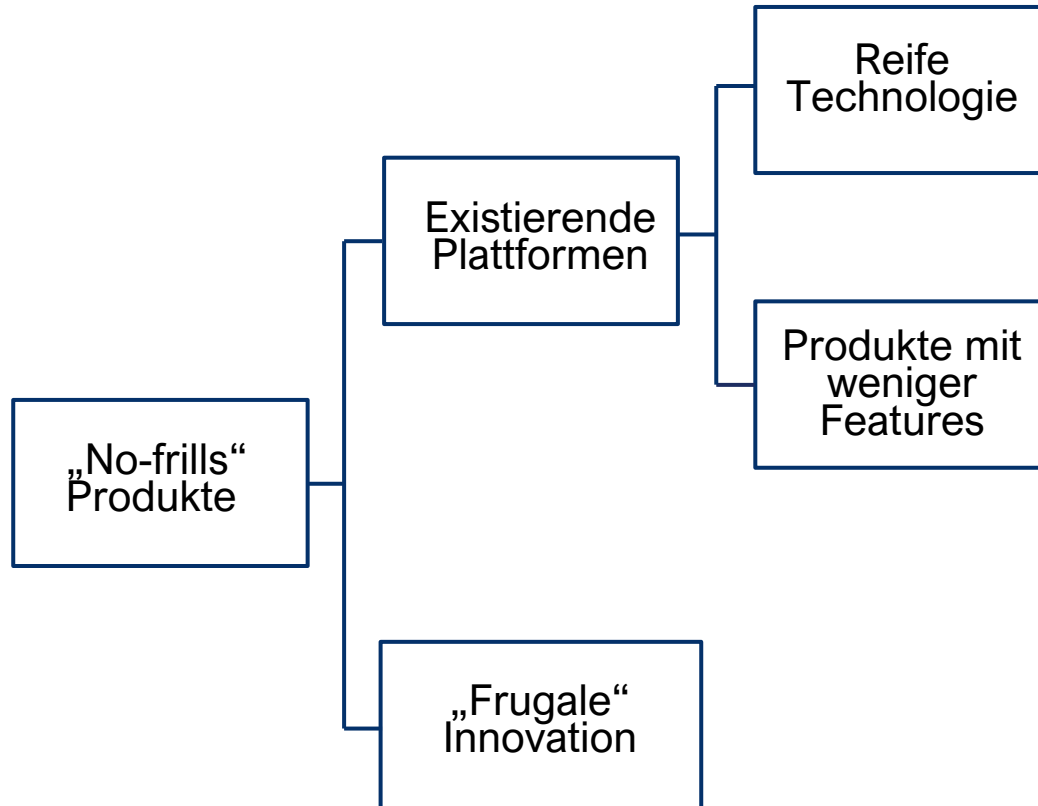 Reife
Technologie
Existierende
Plattformen
Produkte mit
weniger
Features
„No-frills“
Produkte
„Frugale“
Innovation